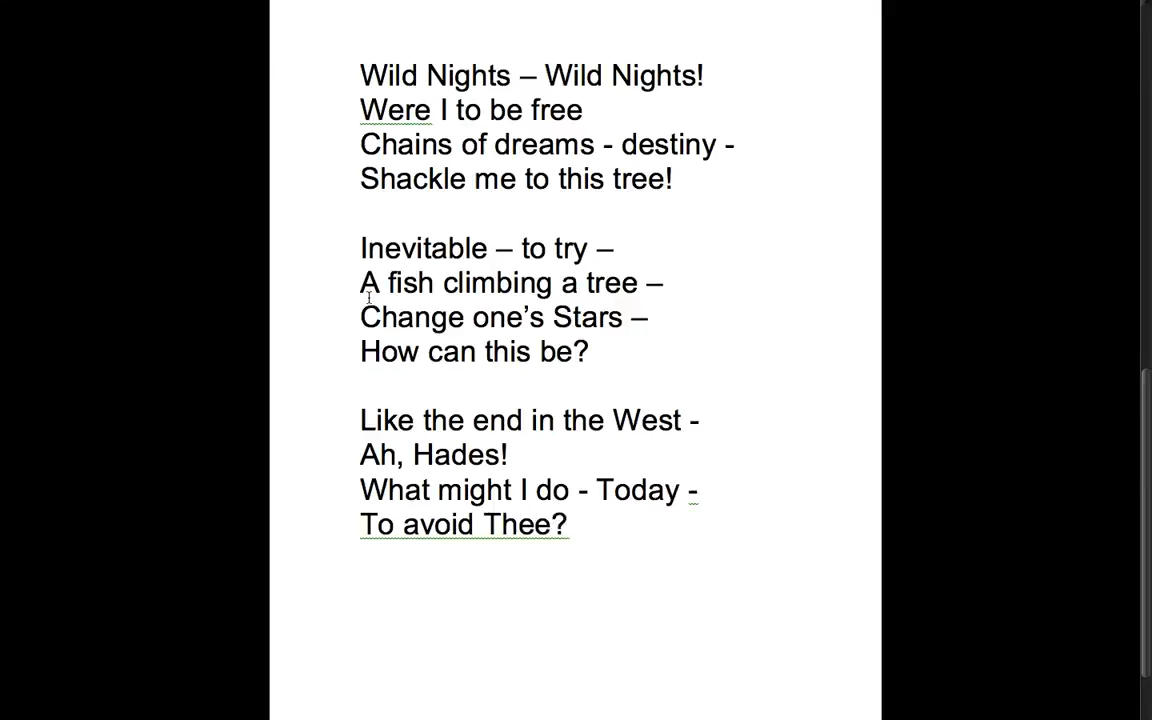 Wild Nights – Wild Nights!
Were I to be free
Chains of dreams - destiny -
Shackle me to this tree!

Inevitable – to try –
A fish climbing a tree –
Change one’s Stars –
How can this be?

Like the end in the West -
Ah, Hades!
What might I do - Today -
To avoid Thee?